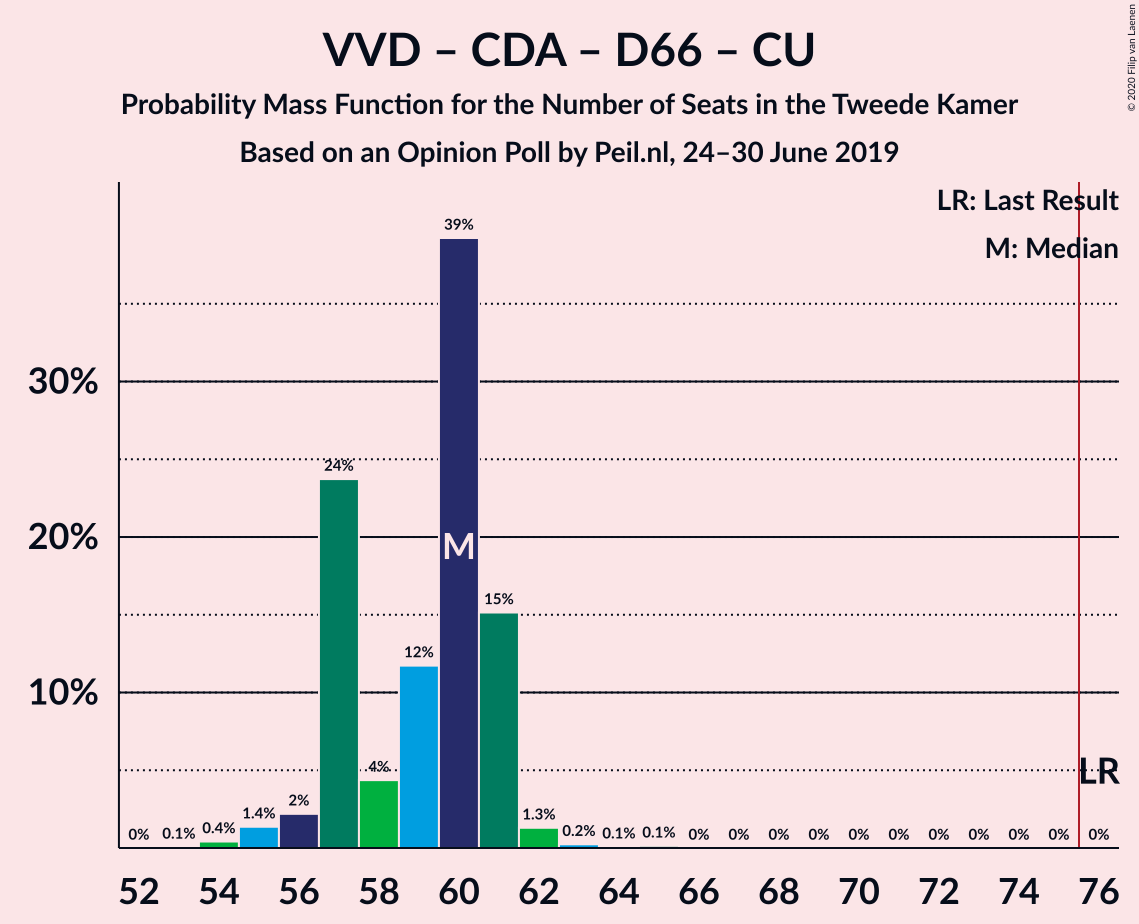 VVD – CDA – D66 – CU
Probability Mass Function for the Number of Seats in the Tweede Kamer
Based on an Opinion Poll by Peil.nl, 24–30 June 2019
© 2020 Filip van Laenen
LR: Last Result
M: Median
39%
30%
24%
20%
M
15%
12%
10%
4%
LR
2%
1.4%
1.3%
0% 0.1% 0.4% 0.2% 0.1% 0.1% 0% 0% 0% 0% 0% 0% 0% 0% 0% 0% 0%
52 54 56 58 60 62 64 66 68 70 72 74 76